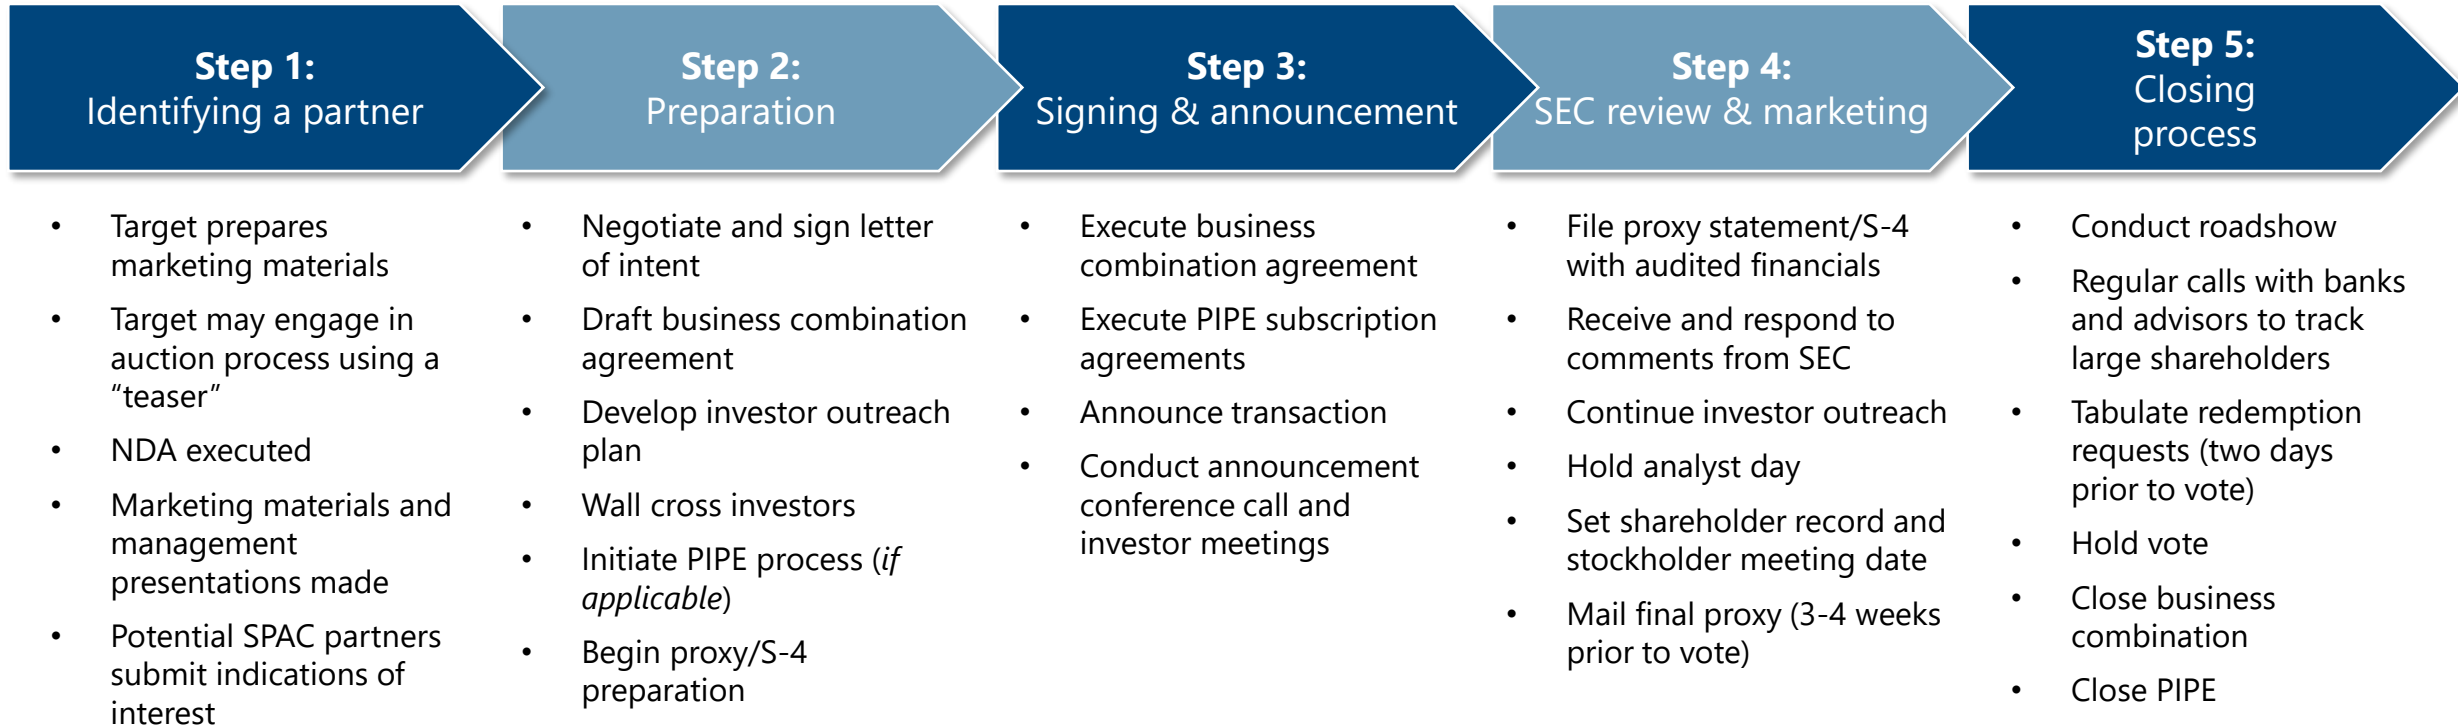 Step 1:
Identifying a partner
Step 2:
Preparation
Step 3:
Signing & announcement
Step 4:
SEC review & marketing
Step 5:
Closing
process
• Target prepares
marketing materials
• Target may engage in
auction process using a
“teaser”
• NDA executed
• Marketing materials and
management
presentations made
• Potential SPAC partners
submit indications of
interest
• Negotiate and sign letter
of intent
• Draft business combination
agreement
• Develop investor outreach
plan
• Wall cross investors
• Initiate PIPE process (if
applicable)
• Begin proxy/S-4
preparation
• Execute business
combination agreement
• Execute PIPE subscription
agreements
• Announce transaction
• Conduct announcement
conference call and
investor meetings
• File proxy statement/S-4
with audited financials
• Receive and respond to
comments from SEC
• Continue investor outreach
• Hold analyst day
• Set shareholder record and
stockholder meeting date
• Mail final proxy (3-4 weeks
prior to vote)
• Conduct roadshow
• Regular calls with banks
and advisors to track
large shareholders
• Tabulate redemption
requests (two days
prior to vote)
• Hold vote
• Close business
combination
• Close PIPE